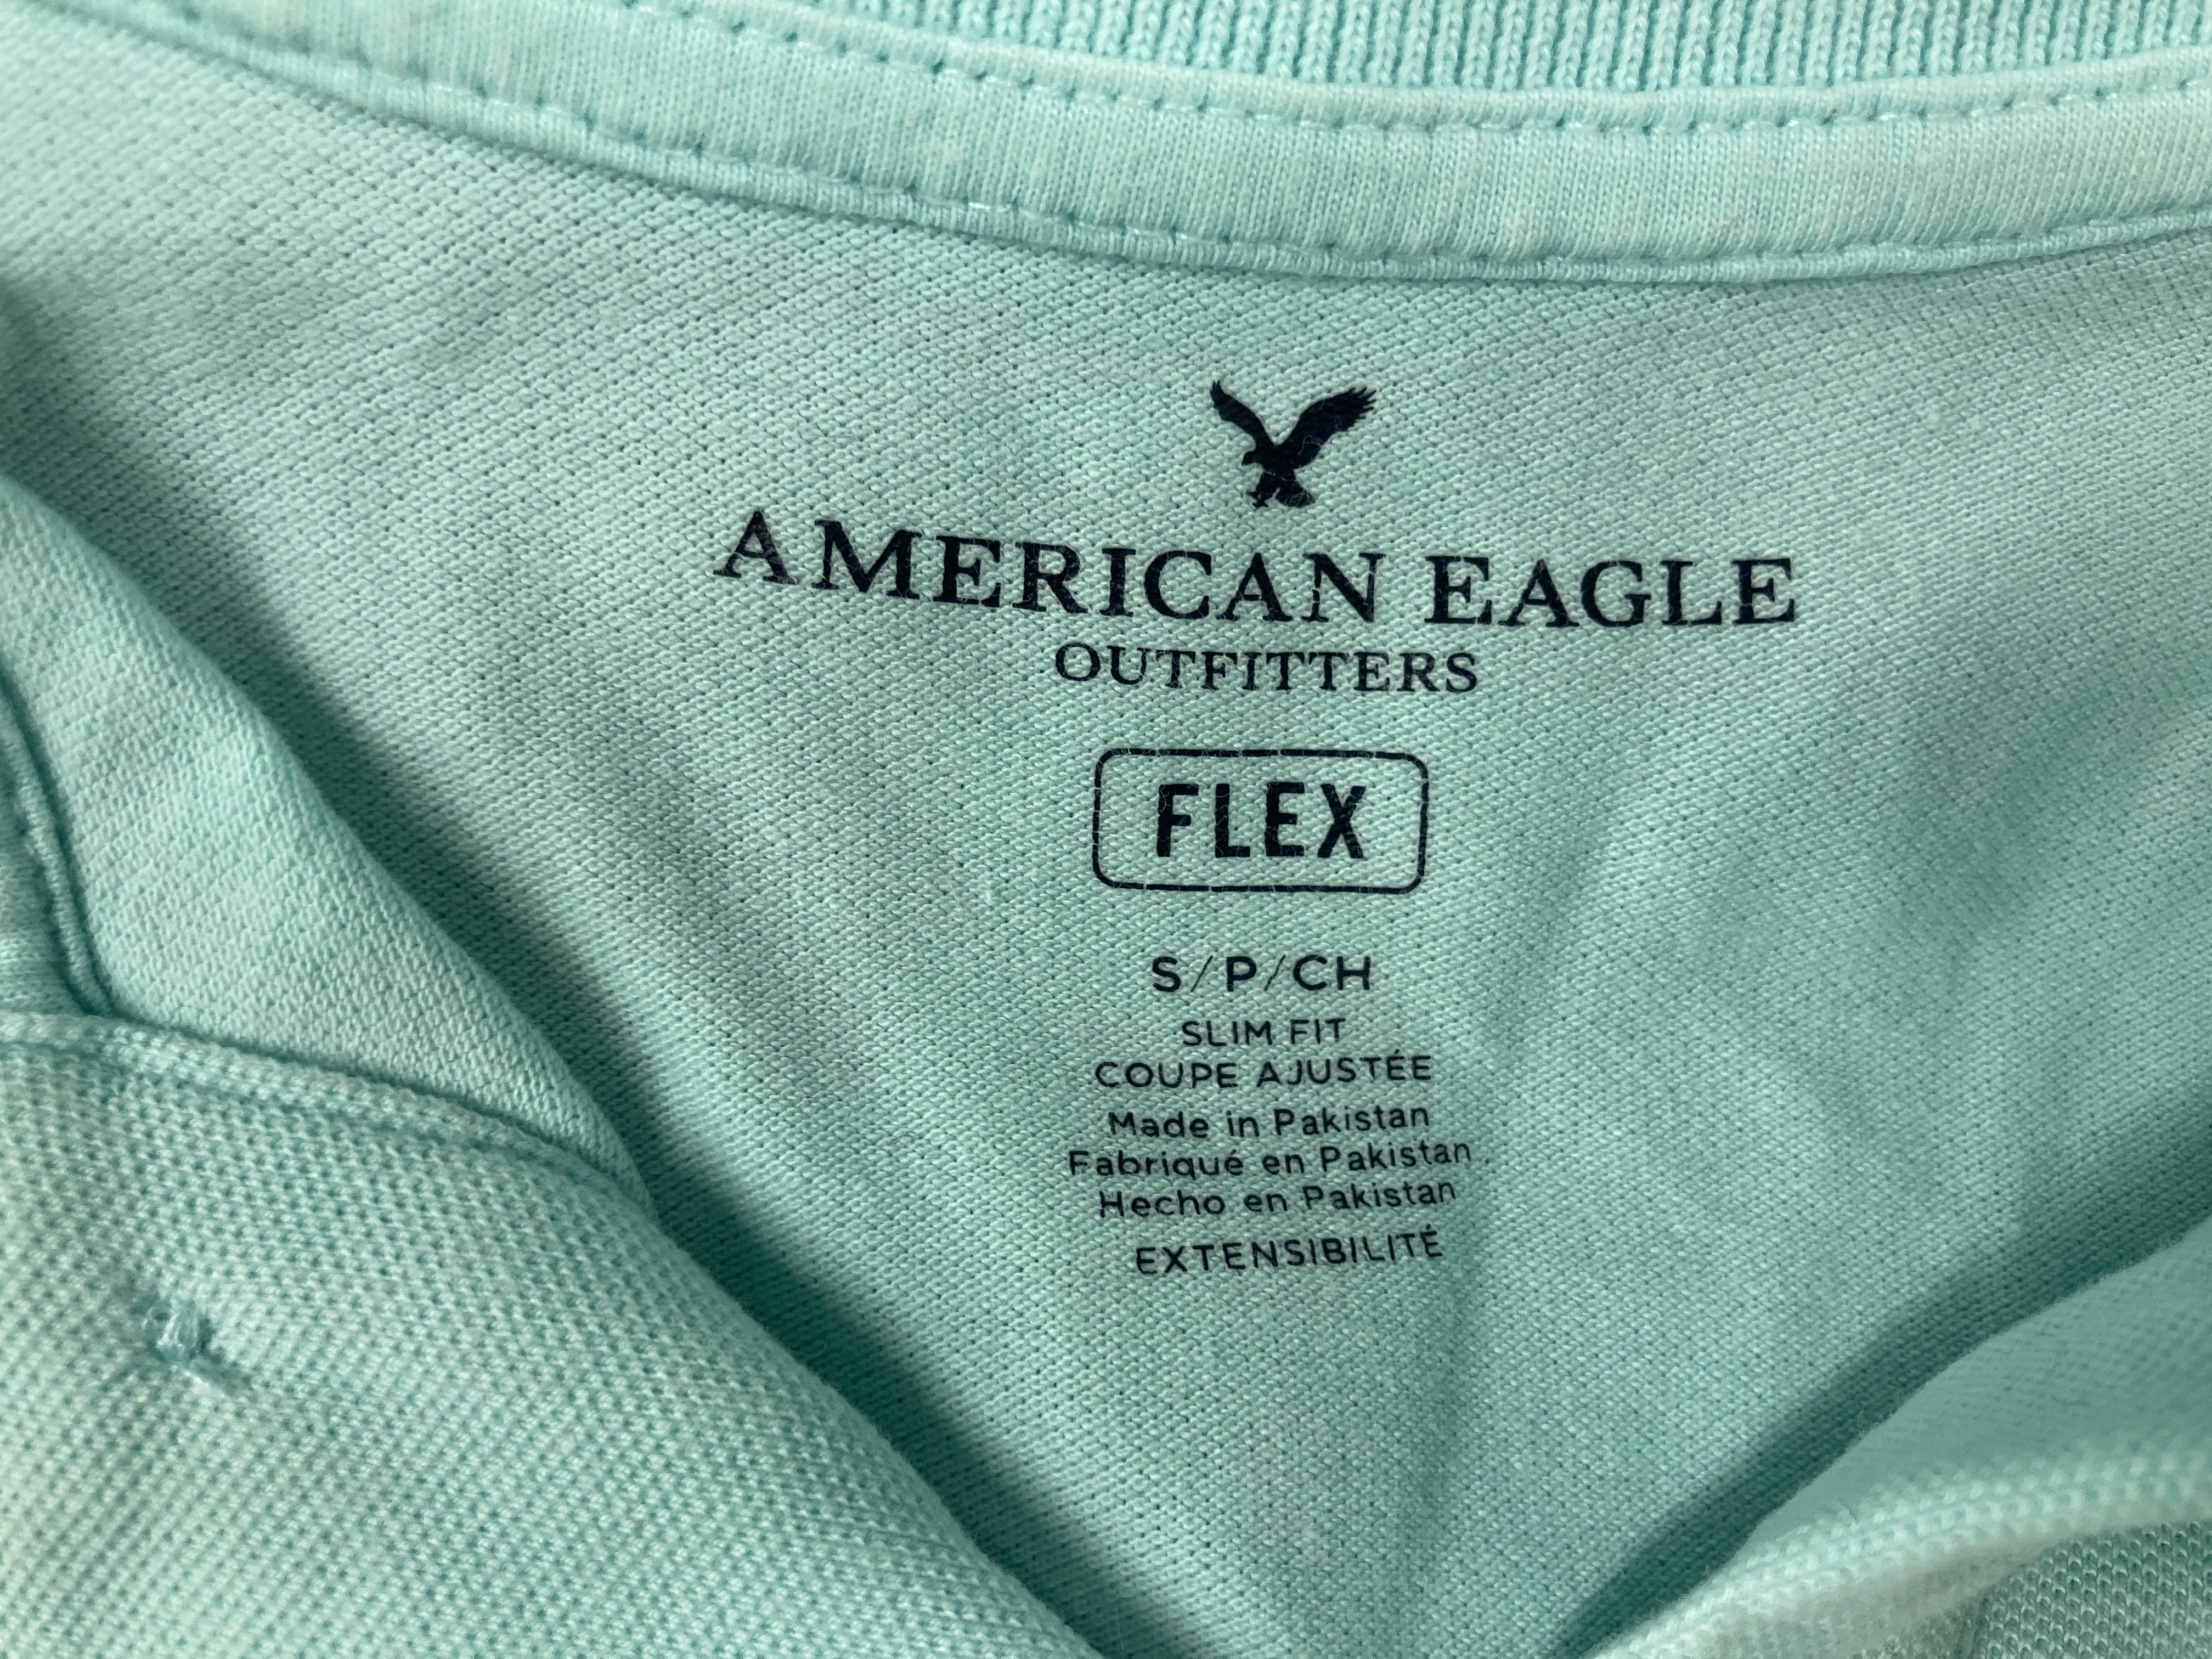 AMERICAN EAGLE
OUTFITTERS
FLEX
S/P/CH
SLIM FIT
COUPE AJUSTÉE
Made in Pakistan
Fabriqué en Pakistan
Hecho en Pakistan
EXTENSIBILITÉ